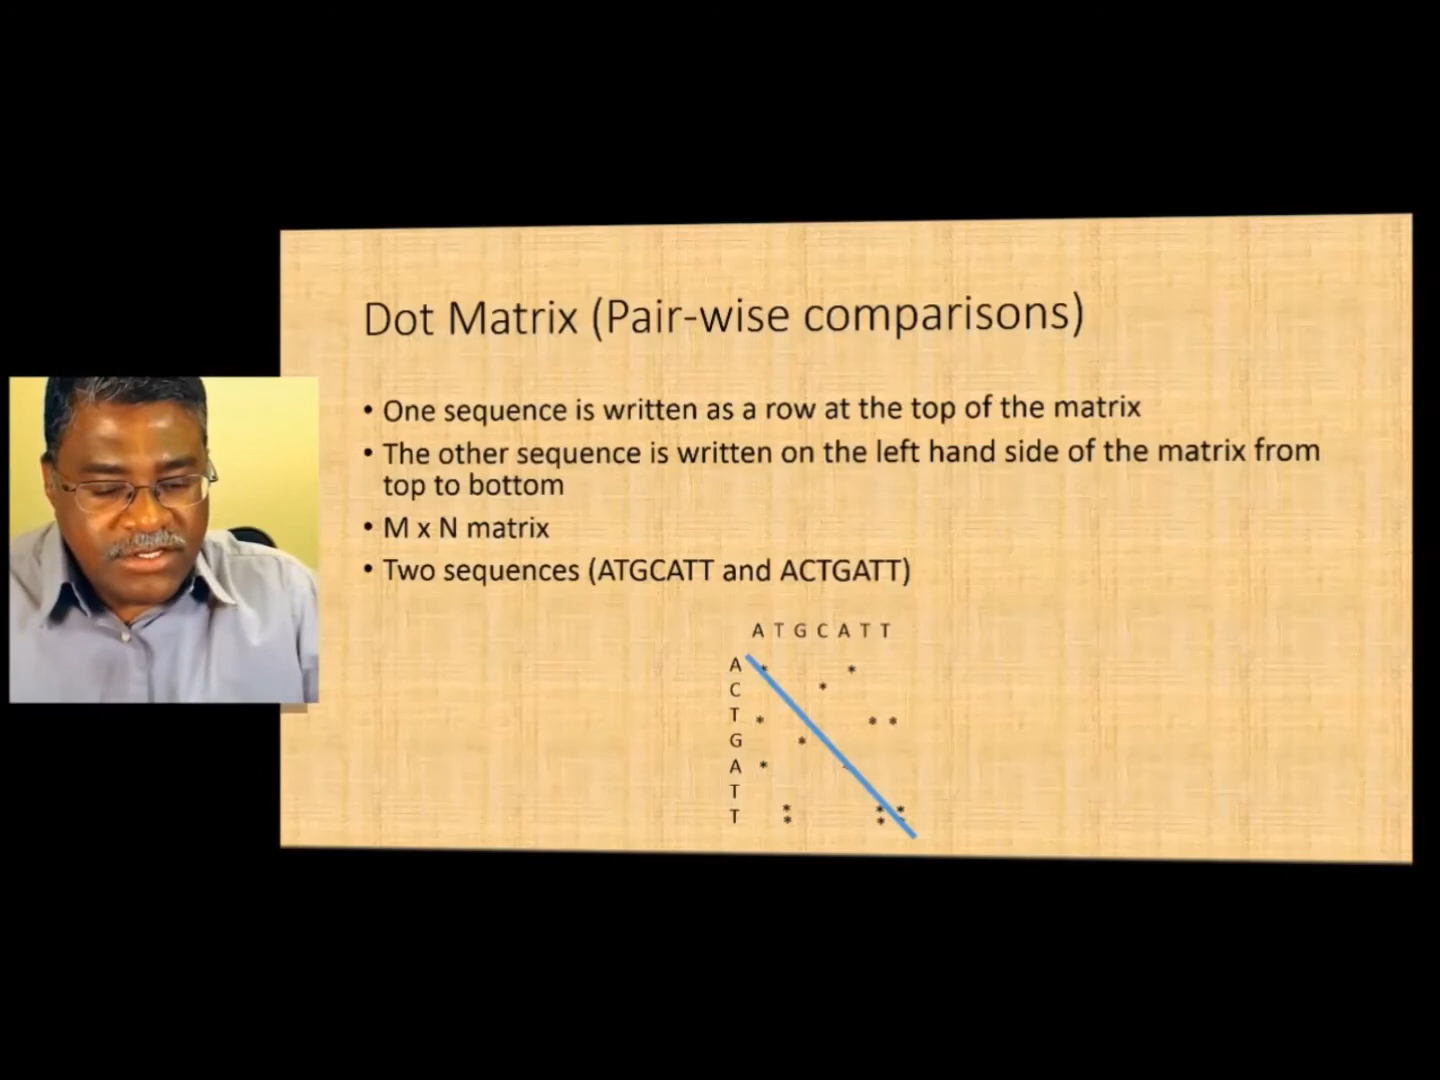 Dot Matrix (Pair-wise comparisons)
• One sequence is written as a row at the top of the matrix
• The other sequence is written on the left hand side of the matrix from
top to bottom
• M x N matrix
• Two sequences (ATGCATT and ACTGATT)
A T G C A T T
A * *
C *
T * * *
G *
A *
T
T * * *
* *